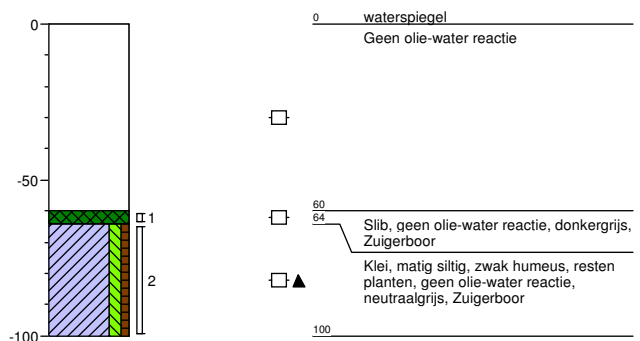 0
0
waterspiegel
Geen olie-water reactie
-50
60
1
64
Slib, geen olie-water reactie, donkergrijs,
Zuigerboor
2
Klei, matig siltig, zwak humeus, resten
planten, geen olie-water reactie,
neutraalgrijs, Zuigerboor
-100
100